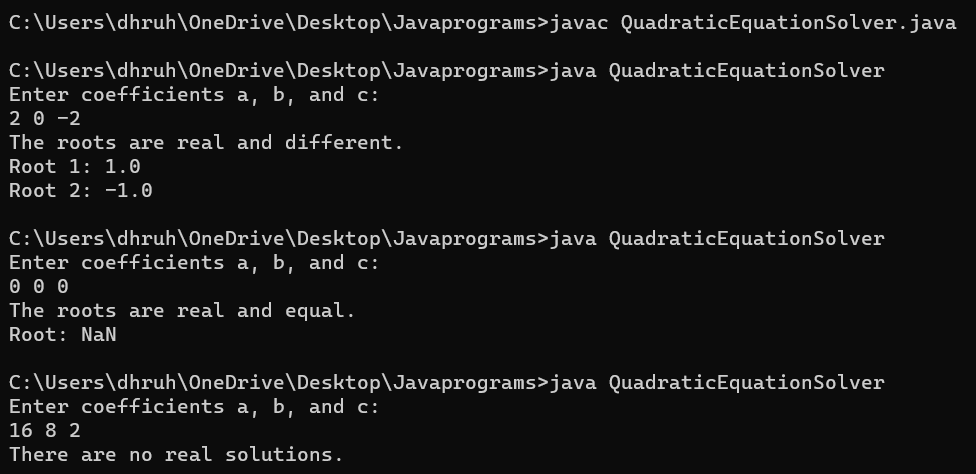 C:\Users\dhruh\OneDrive\Desktop\Javaprograms>javac QuadraticEquationSolver.java
C:\Users\dhruh\OneDrive\Desktop\Javaprograms>java QuadraticEquationSolver
Enter coefficients a, b, and c:
2 0 -2
The roots are real and different.
Root 1: 1.0
Root 2: -1.0
C:\Users\dhruh\OneDrive\Desktop\Javaprograms>java QuadraticEquationSolver
Enter coefficients a, b, and c:
0 0 0
The roots are real and equal.
Root: NaN
C:\Users\dhruh\OneDrive\Desktop\Javaprograms>java QuadraticEquationSolver
Enter coefficients a, b, and c:
16 8 2
There are no real solutions.